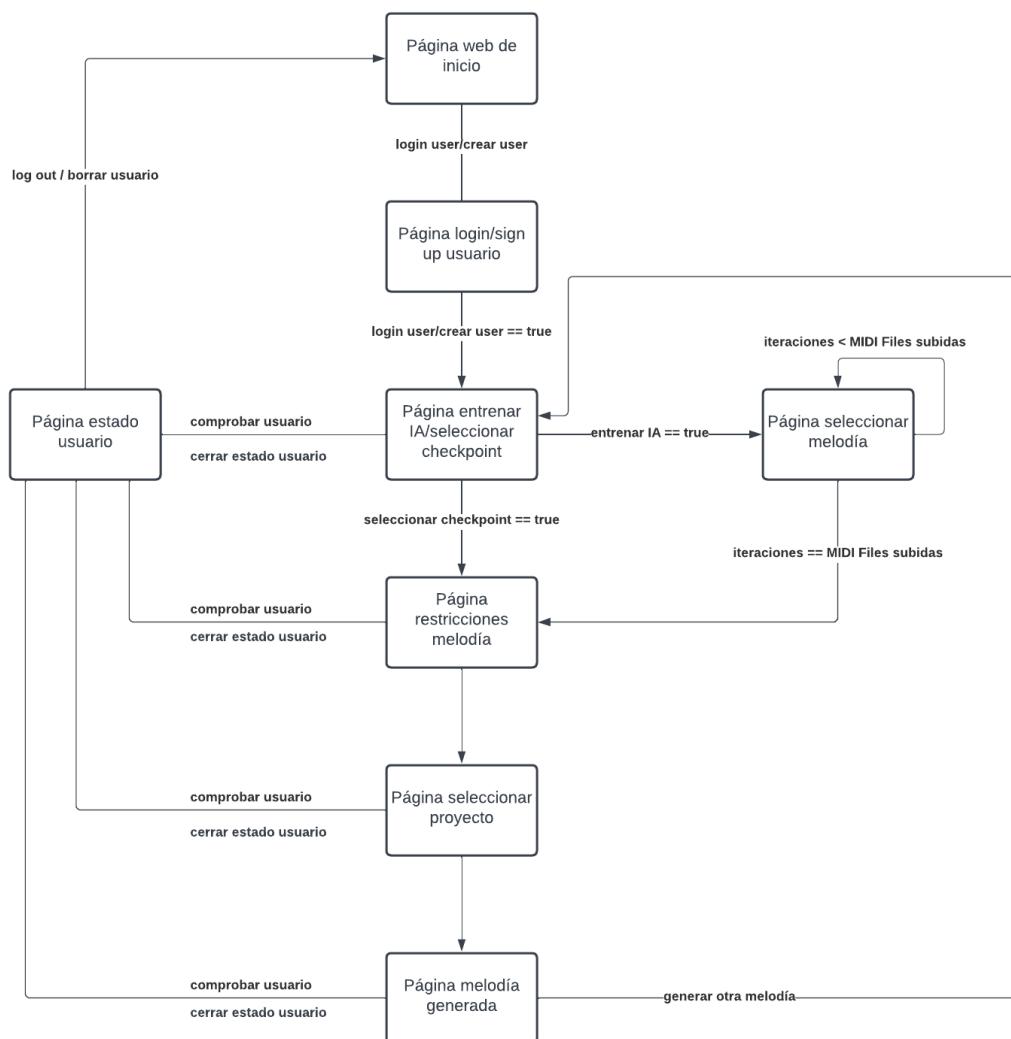 Página web de
inicio
login user/crear user
log out / borrar usuario
Página login/sign
up usuario
login user/crear user == true
iteraciones < MIDI Files subidas
Página estado
usuario
comprobar usuario
cerrar estado usuario
Página entrenar
IA/seleccionar
checkpoint
entrenar IA == true
Página seleccionar
melodía
seleccionar checkpoint == true
iteraciones == MIDI Files subidas
comprobar usuario
cerrar estado usuario
Página
restricciones
melodía
comprobar usuario
cerrar estado usuario
Página seleccionar
proyecto
comprobar usuario
cerrar estado usuario
Página melodía
generada
generar otra melodía